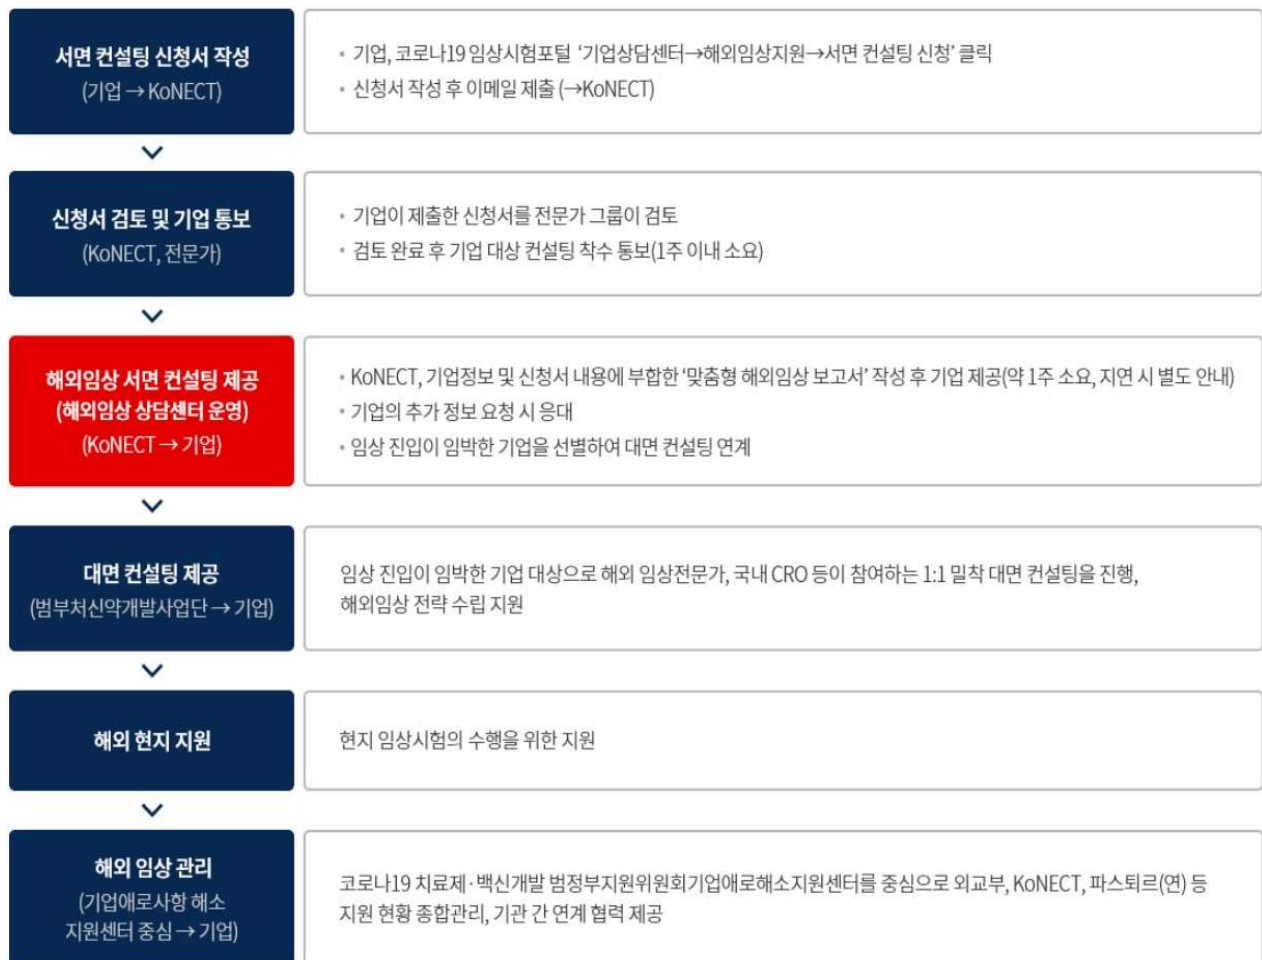 서면 컨설팅 신청서 작성
(기업 → KoNECT)
• 기업, 코로나19 임상시험포털 ‘기업상담센터→해외임상지원→서면 컨설팅 신청’ 클릭
• 신청서 작성 후 이메일 제출 (→KoNECT)
신청서 검토 및 기업 통보
(KoNECT, 전문가)
• 기업이 제출한 신청서를 전문가 그룹이 검토
• 검토 완료 후 기업 대상 컨설팅 착수 통보(1주 이내 소요)
해외임상 서면 컨설팅 제공
(해외임상 상담센터 운영)
(KoNECT → 기업)
• KoNECT, 기업정보 및 신청서 내용에 부합한 ‘맞춤형 해외임상 보고서’ 작성 후 기업 제공(약 1주 소요, 지연 시 별도 안내)
• 기업의 추가 정보 요청 시 응대
• 임상 진입이 임박한 기업을 선별하여 대면 컨설팅 연계
대면 컨설팅 제공
(범부처신약개발사업단 → 기업)
임상 진입이 임박한 기업 대상으로 해외 임상전문가, 국내 CRO 등이 참여하는 1:1 밀착 대면 컨설팅을 진행,
해외임상 전략 수립 지원
해외 현지 지원
현지 임상시험의 수행을 위한 지원
해외 임상 관리
(기업애로사항 해소
지원센터 중심 → 기업)
코로나19 치료제·백신개발 범정부지원위원회기업애로해소지원센터를 중심으로 외교부, KoNECT, 파스퇴르(연) 등
지원 현황 종합관리, 기관 간 연계 협력 제공